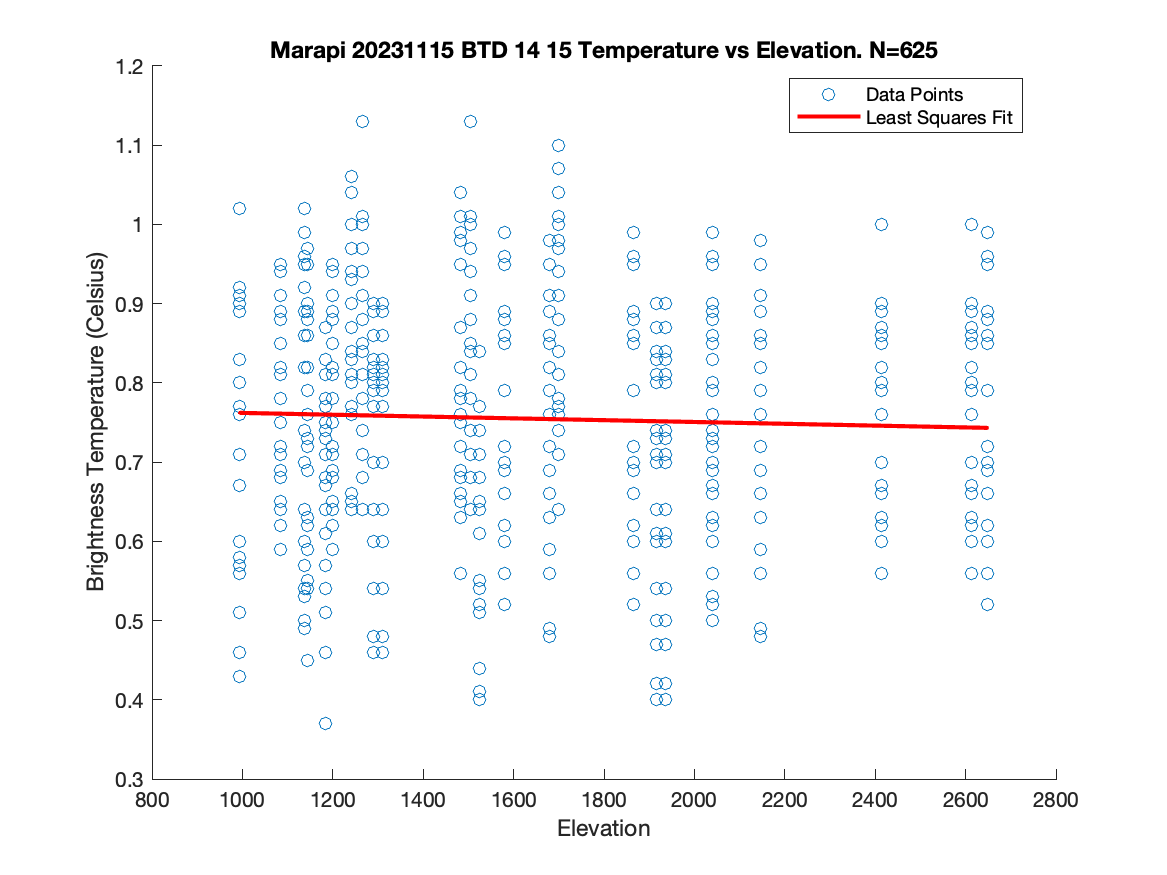 Marapi 20231115 BTD 14 15 Temperature vs Elevation. N=625
Data Points
Least Squares Fit
Brightness Temperature (Celsius)
1.2
1.1
1
0.9
0.8
0.7
0.6
0.5
0.4
0.3
800 1000 1200 1400 1600 1800 2000 2200 2400 2600 2800
Elevation